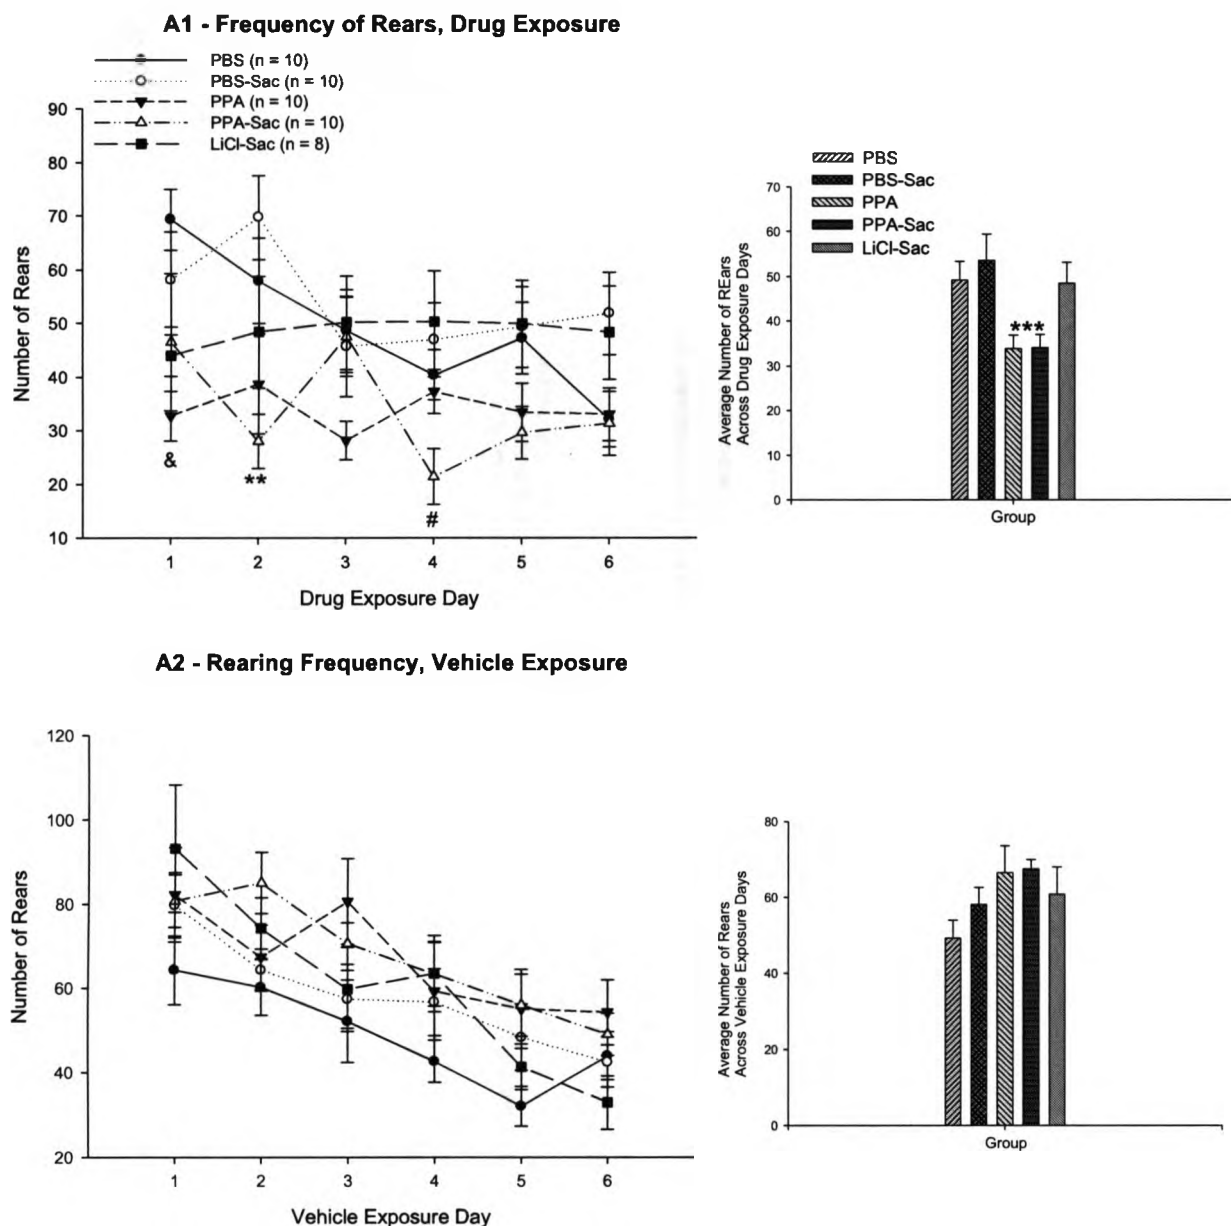 A1 - Frequency of Rears, Drug Exposure
PBS (n = 10)
PBS-Sac (n = 10)
PPA (n = 10)
PPA-Sac (n = 10)
LiCl-Sac (n = 8)
Number of Rears
90
80
70
60
50
40
30
20
10
&
**
#
1 2 3 4 5 6
Drug Exposure Day
PBS
PBS-Sac
PPA
PPA-Sac
LiCl-Sac
Average Number of REars
Across Drug Exposure Days
70
60
50
40
30
20
10
0
***
Group
A2 - Rearing Frequency, Vehicle Exposure
Number of Rears
120
100
80
60
40
20
1 2 3 4 5 6
Vehicle Exposure Day
Average Number of Rears
Across Vehicle Exposure Days
80
60
40
20
0
Group